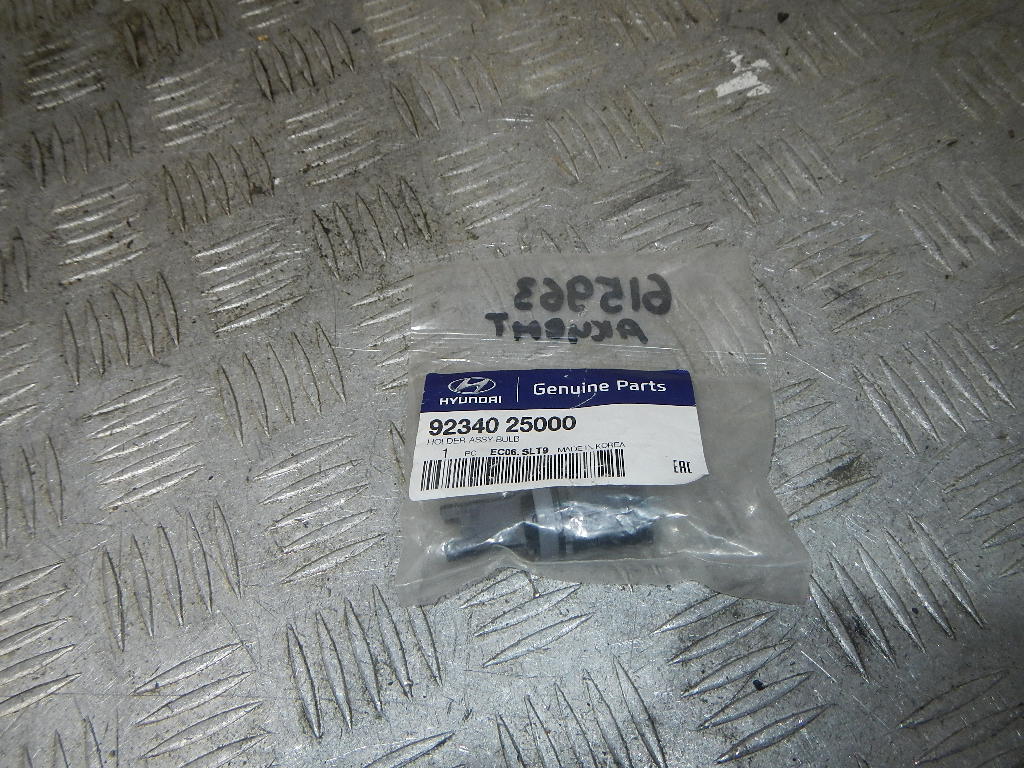 615963
АКЦЕНТ
HYUNDAI | Genuine Parts
92340 25000
HOLDER ASSY-BULB
1 PC EC06. SLT9 MADE IN KOREA
EAC